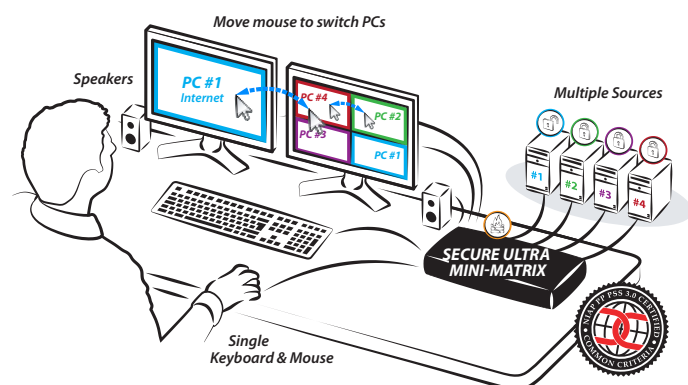 Move mouse to switch PCs
Speakers
PC #1
Internet
PC #4
PC #2
PC #3
PC #1
Multiple Sources
#1
#2
#3
#4
SECURE ULTRA
MINI-MATRIX
Single
Keyboard & Mouse
NIAP PP PSS 3.0 CERTIFIED
COMMON CRITERIA